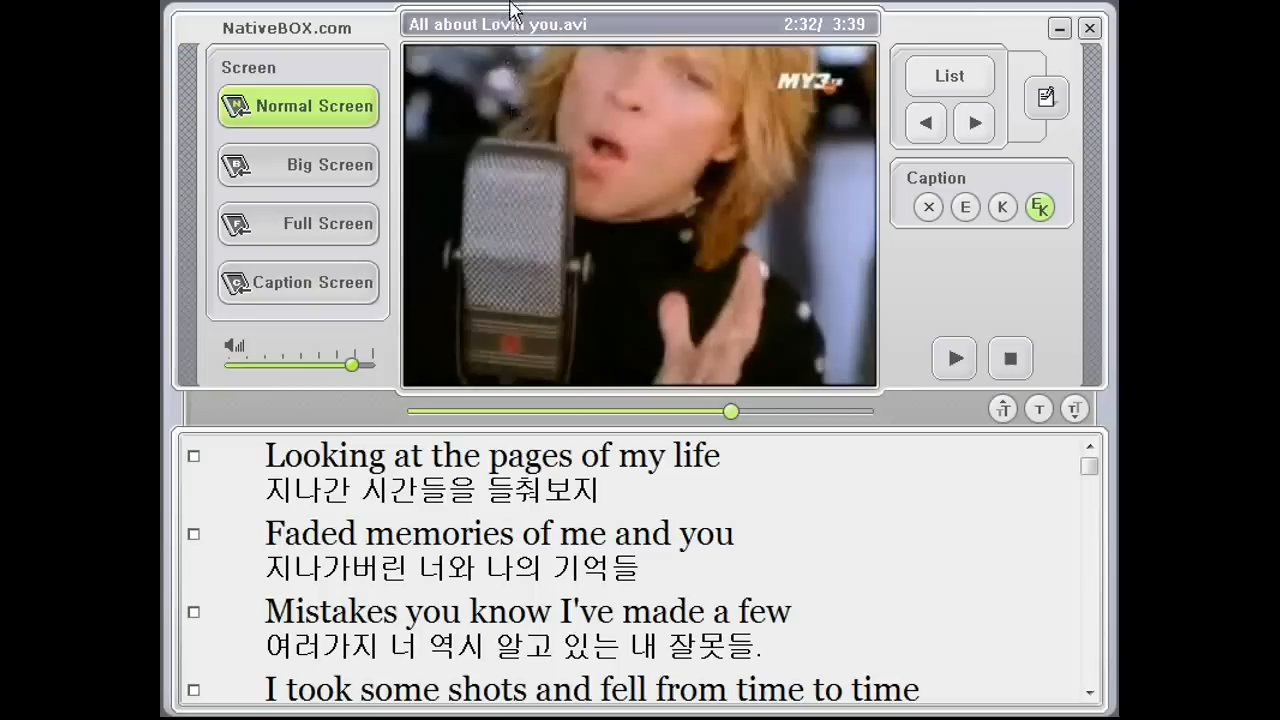 NativeBOX.com
All about Lovin you.avi
2:32/ 3:39
Screen
Normal Screen
Big Screen
Full Screen
Caption Screen
List
Caption
E
K
EK
T
Looking at the pages of my life
지나간 시간들을 들춰보지
Faded memories of me and you
지나가버린 너와 나의 기억들
Mistakes you know I've made a few
여러가지 너 역시 알고 있는 내 잘못들.
I took some shots and fell from time to time